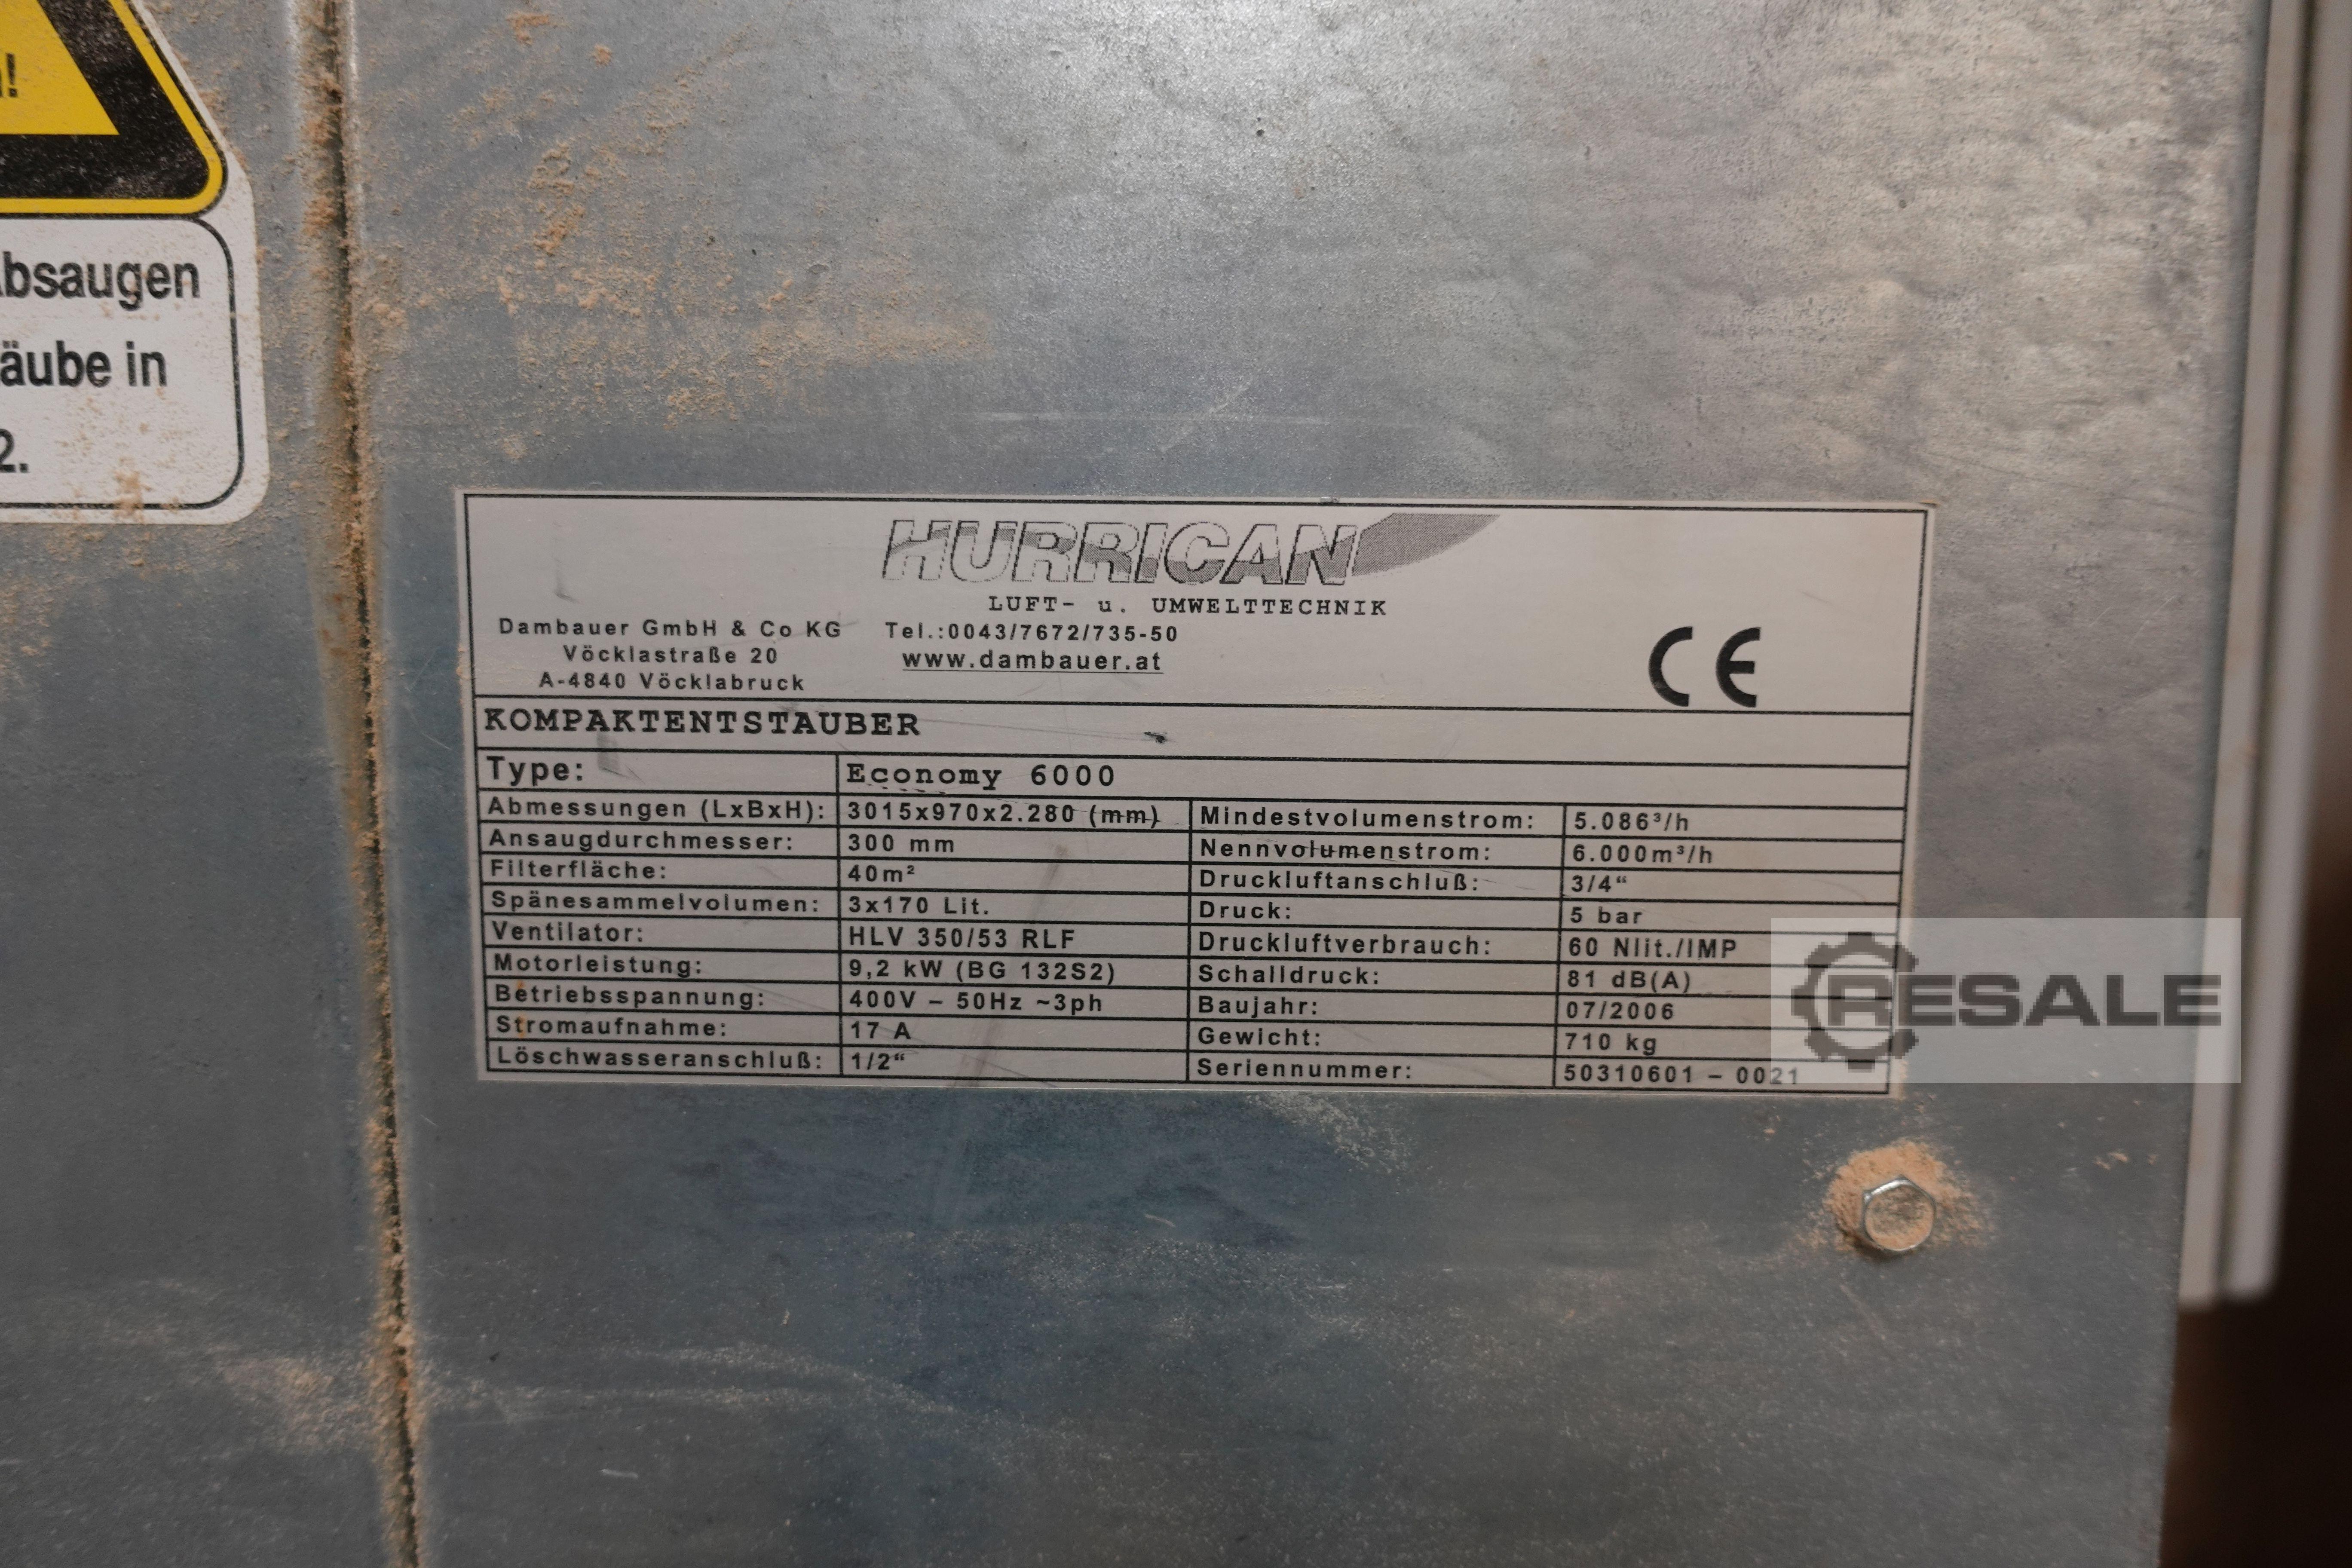 !
bsaugen
äube in
2.
HURRICAN
LUFT- u. UMWELTTECHNIK
Dambauer GmbH & Co KG Tel.:0043/7672/735-50
Vöcklastraße 20 www.dambauer.at
A-4840 Vöcklabruck
CE
KOMPAKTENTSTAUBER
Type: Economy 6000
Abmessungen (LxBxH): 3015x970x2.280 (mm) Mindestvolumenstrom: 5.086³/h
Ansaugdurchmesser: 300 mm Nennvolumenstrom: 6.000m³/h
Filterfläche: 40m² Druckluftanschluß: 3/4“
Spänesammelvolumen: 3x170 Lit. Druck: 5 bar
Ventilator: HLV 350/53 RLF Druckluftverbrauch: 60 Nlit./IMP
Motorleistung: 9,2 kW (BG 132S2) Schalldruck: 81 dB(A)
Betriebsspannung: 400V – 50Hz ~3ph Baujahr: 07/2006
Stromaufnahme: 17 A Gewicht: 710 kg
Löschwasseranschluß: 1/2“ Seriennummer: 50310601 – 0021
RESALE